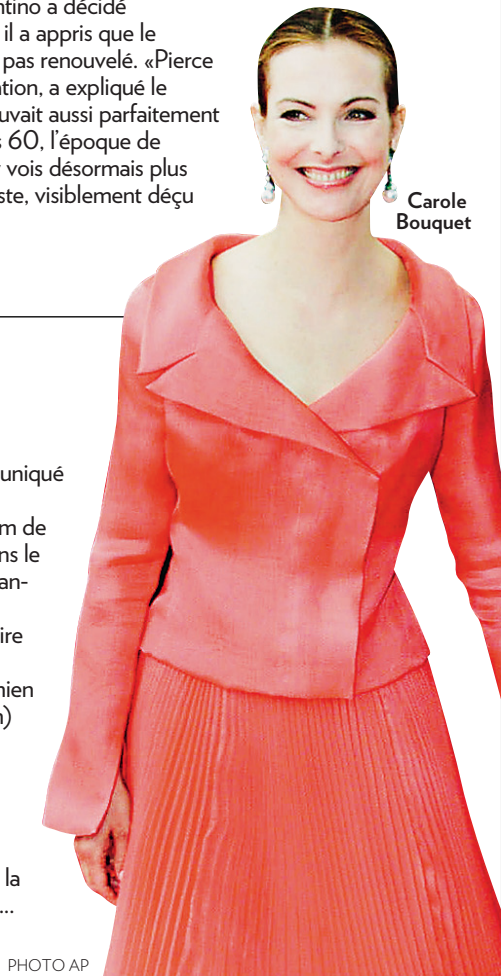 ntino a décidé
il a appris que le
pas renouvelé. «Pierce
tion, a expliqué le
uvait aussi parfaitement
60, l'époque de
vois désormais plus
ste, visiblement déçu
Carole
Bouquet
uniqué
m de
ns le
an-
ire
nien
n)
la
...
PHOTO AP